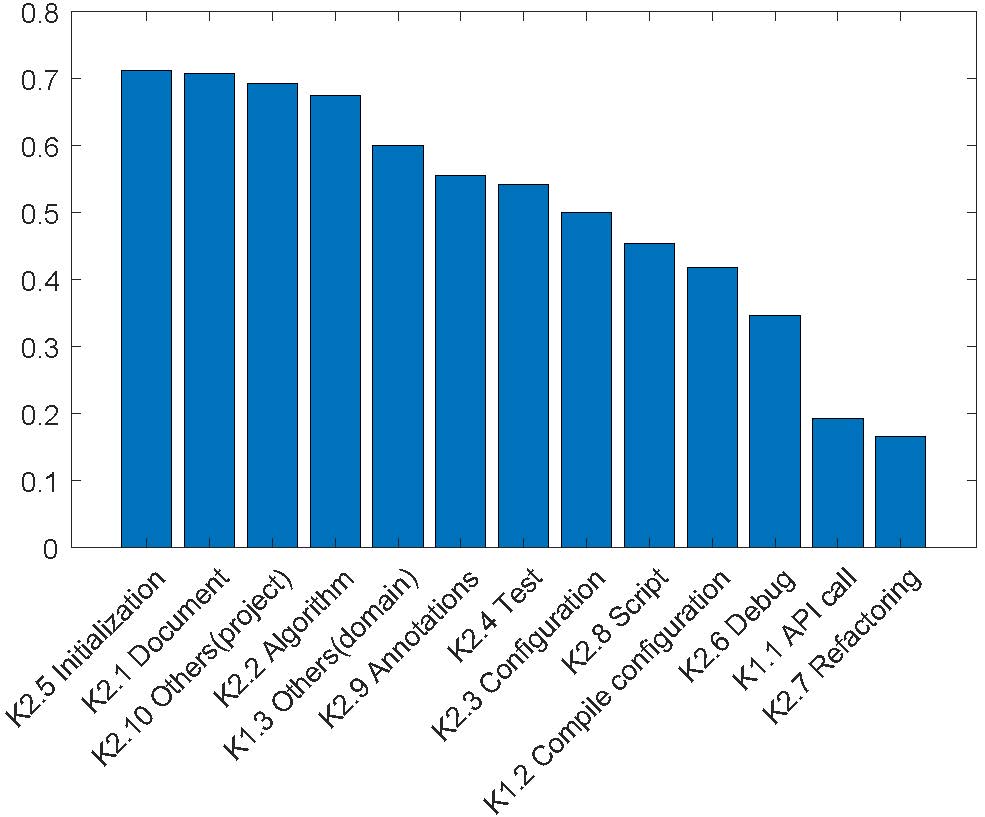 0.8
0.7
0.6
0.5
0.4
0.3
0.2
0.1
0
K2.5 Initialization
K2.1 Document
K2.10 Others(project)
K2.2 Algorithm
K1.3 Others(domain)
K2.9 Annotations
K2.4 Test
K2.3 Configuration
K2.8 Script
K1.2 Compile configuration
K2.6 Debug
K1.1 API call
K2.7 Refactoring